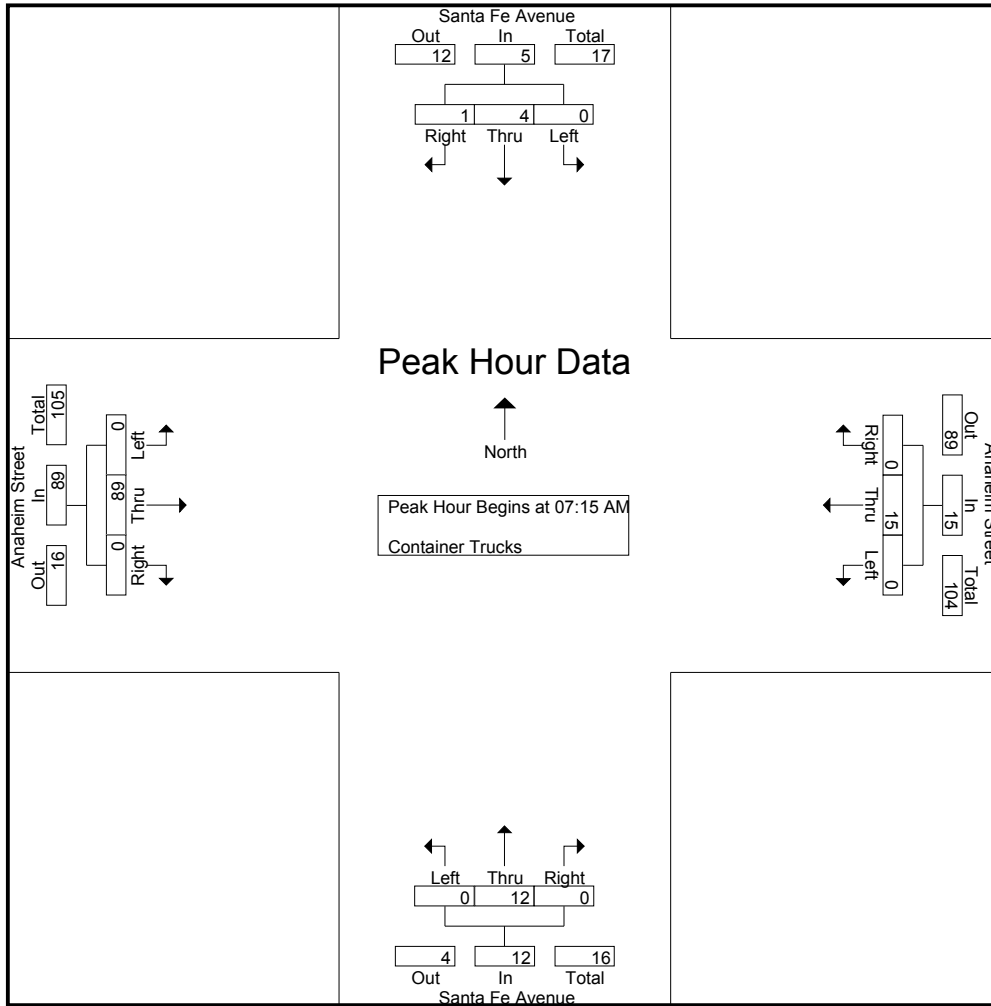 Santa Fe Avenue
Out In Total
12 5 17
1 4 0
Right Thru Left
Peak Hour Data
North
Peak Hour Begins at 07:15 AM
Container Trucks
Anaheim Street
Out In Total
16 89 105
Right Thru Left
0 89 0
Anaheim Street
Out In Total
89 15 104
Right Thru Left
0 15 0
Left Thru Right
0 12 0
4 12 16
Out In Total
Santa Fe Avenue